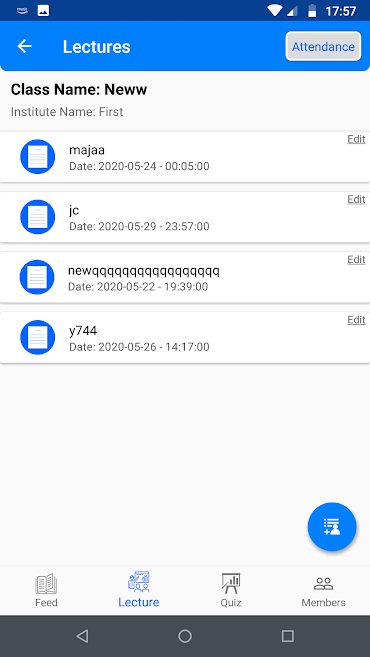 17:57
Lectures
Attendance
Class Name: Neww
Institute Name: First
Edit
majaa
Date: 2020-05-24 - 00:05:00
Edit
jc
Date: 2020-05-29 - 23:57:00
Edit
newqqqqqqqqqqqqqqqqq
Date: 2020-05-22 - 19:39:00
Edit
y744
Date: 2020-05-26 - 14:17:00
Feed
Lecture
Quiz
Members